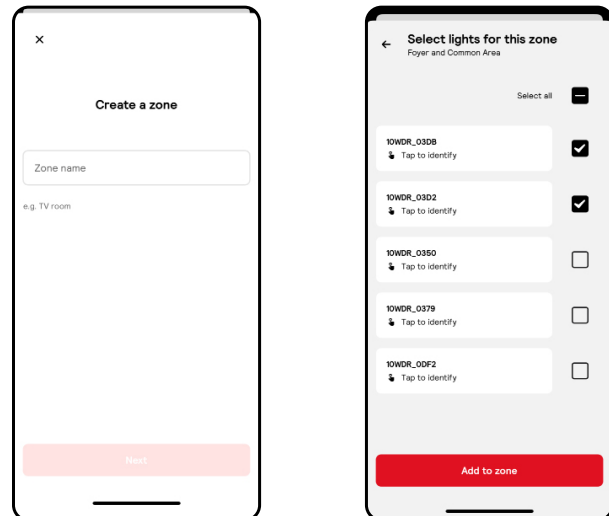 Create a zone
Zone name
e.g. TV room
Next
Select lights for this zone
Foyer and Common Area
Select all
10WDR_03DB
Tap to identify
10WDR_03D2
Tap to identify
10WDR_0350
Tap to identify
10WDR_0379
Tap to identify
10WDR_0DF2
Tap to identify
Add to zone